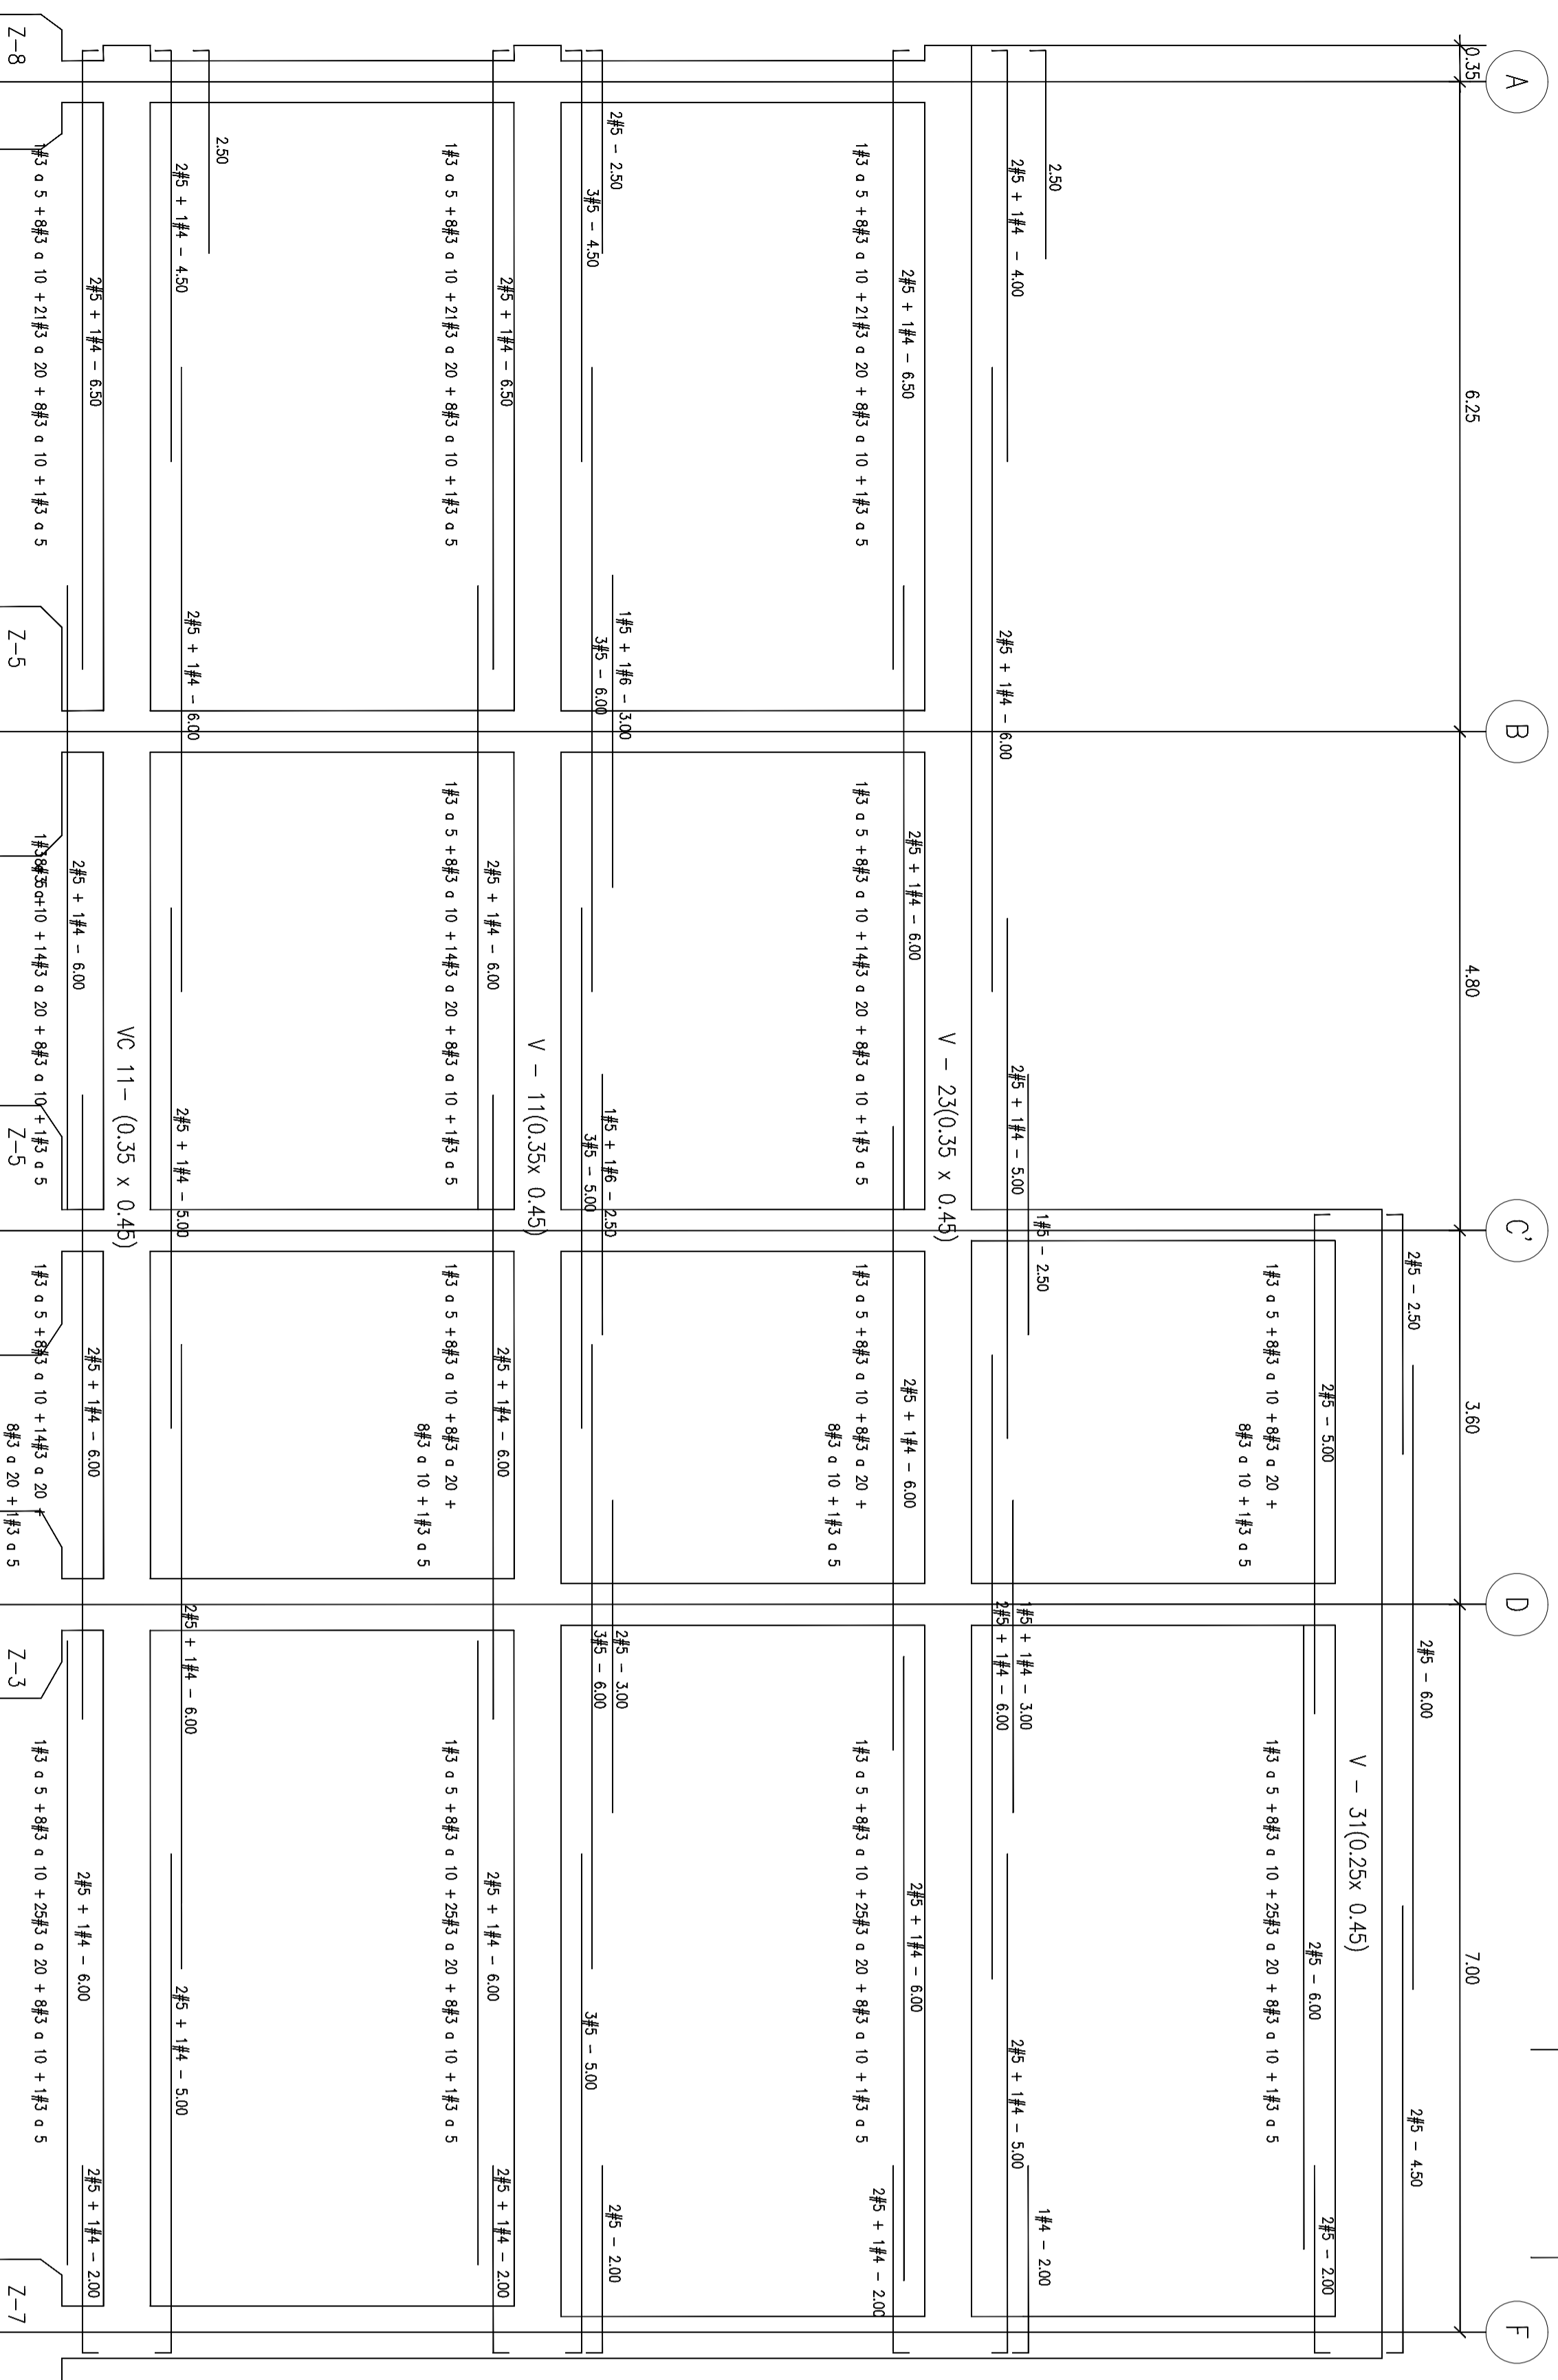 A B C' D F
0.35 6.25 4.80 3.60 7.00
2#5 - 2.50 2#5 - 6.00 2#5 - 4.50
V - 31(0.25x 0.45)
2#5 - 5.00 2#5 - 6.00 2#5 - 2.00
1#3 a 5 +8#3 a 10 +8#3 a 20 + 1#3 a 5 +8#3 a 10 +25#3 a 20 + 8#3 a 10 +1#3 a 5
8#3 a 10 +1#3 a 5
2.50 1#5 - 2.50 1#5 + 1#4 - 3.00 1#4 - 2.00
2#5 + 1#4 - 4.00 2#5 + 1#4 - 6.00 2#5 + 1#4 - 5.00 2#5 + 1#4 - 6.00 2#5 + 1#4 - 5.00
V - 23(0.35 x 0.45)
2#5 + 1#4 - 6.50 2#5 + 1#4 - 6.00 2#5 + 1#4 - 6.00 2#5 + 1#4 - 6.00 2#5 + 1#4 - 2.00
1#3 a 5 +8#3 a 10 +21#3 a 20 + 8#3 a 10 +1#3 a 5 1#3 a 5 +8#3 a 10 +14#3 a 20 + 8#3 a 10 +1#3 a 5 1#3 a 5 +8#3 a 10 +8#3 a 20 + 1#3 a 5 +8#3 a 10 +25#3 a 20 + 8#3 a 10 +1#3 a 5
8#3 a 10 +1#3 a 5
2#5 - 2.50 1#5 + 1#6 - 3.00 1#5 + 1#6 - 2.50 2#5 - 3.00 2#5 - 2.00
3#5 - 4.50 3#5 - 6.00 3#5 - 5.00 3#5 - 6.00 3#5 - 5.00
V - 11(0.35x 0.45)
2#5 + 1#4 - 6.50 2#5 + 1#4 - 6.00 2#5 + 1#4 - 6.00 2#5 + 1#4 - 6.00 2#5 + 1#4 - 2.00
1#3 a 5 +8#3 a 10 +21#3 a 20 + 8#3 a 10 +1#3 a 5 1#3 a 5 +8#3 a 10 +14#3 a 20 + 8#3 a 10 +1#3 a 5 1#3 a 5 +8#3 a 10 +8#3 a 20 + 1#3 a 5 +8#3 a 10 +25#3 a 20 + 8#3 a 10 +1#3 a 5
8#3 a 10 +1#3 a 5
2.50
2#5 + 1#4 - 4.50 2#5 + 1#4 - 6.00 2#5 + 1#4 - 5.00 2#5 + 1#4 - 6.00 2#5 + 1#4 - 5.00
VC 11- (0.35 x 0.45)
2#5 + 1#4 - 6.50 2#5 + 1#4 - 6.00 2#5 + 1#4 - 6.00 2#5 + 1#4 - 6.00 2#5 + 1#4 - 2.00
1#3 a 5 +8#3 a 10 +21#3 a 20 + 8#3 a 10 +1#3 a 5 10 +14#3 a 20 + 8#3 a 10 +1#3 a 5 1#3 a 5 +8#3 a 10 +14#3 a 20 + 1#3 a 5 +8#3 a 10 +25#3 a 20 + 8#3 a 10 +1#3 a 5
8#3 a 20 +1#3 a 5
Z-8 Z-5 Z-5 Z-3 Z-7